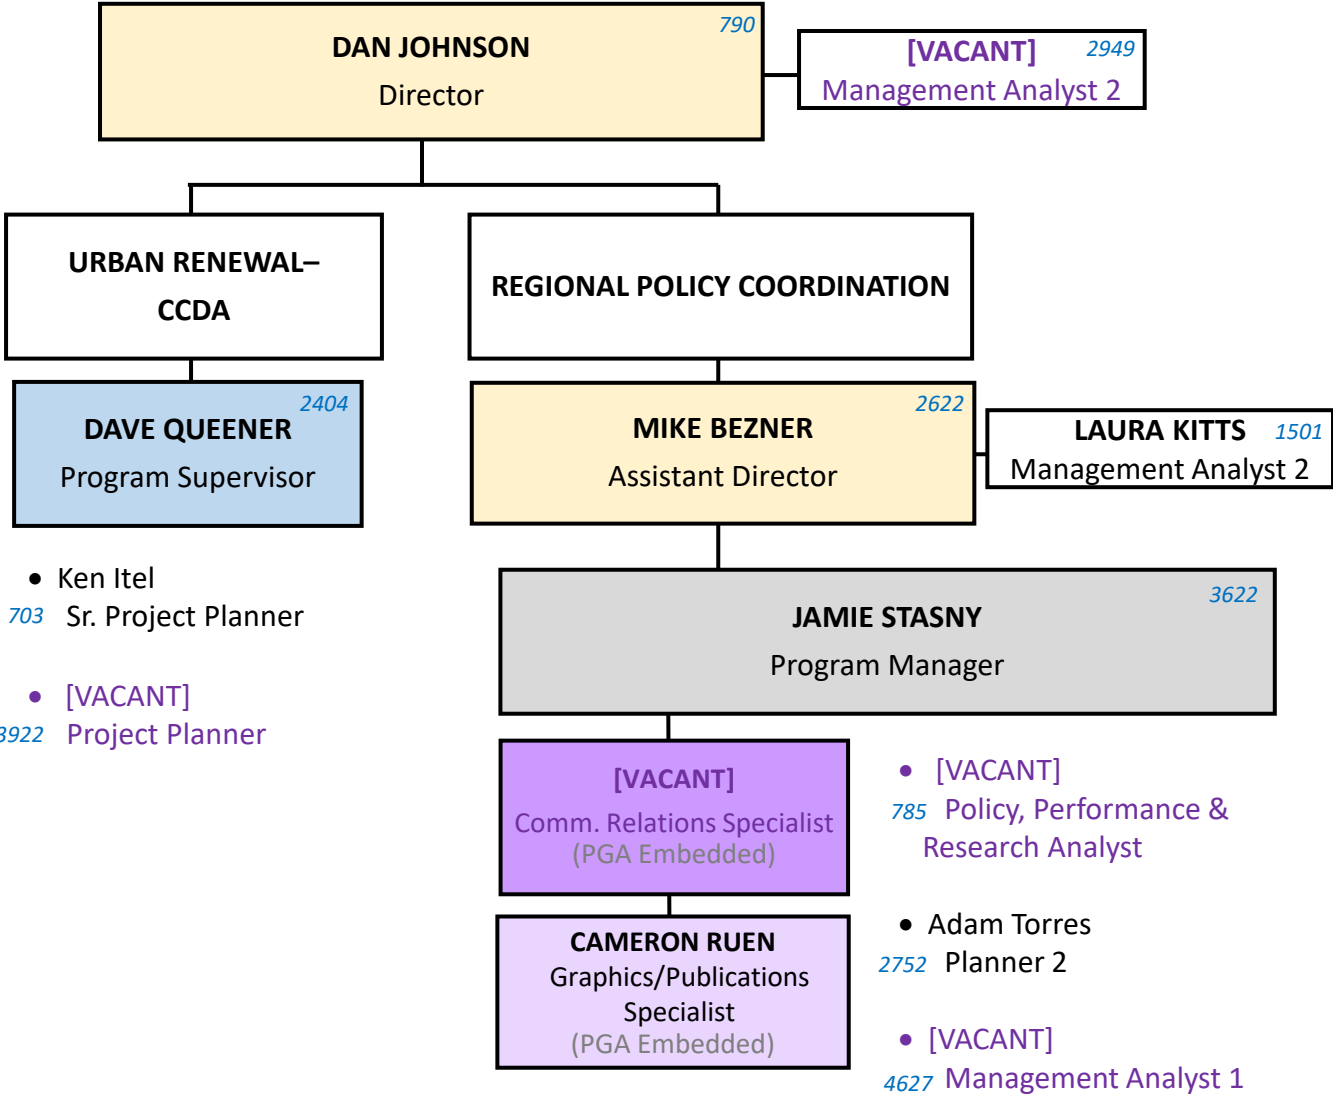 790
DAN JOHNSON
Director
[VACANT] 2949
Management Analyst 2
URBAN RENEWAL–
CCDA
REGIONAL POLICY COORDINATION
2404
DAVE QUEENER
Program Supervisor
2622
MIKE BEZNER
Assistant Director
LAURA KITTS 1501
Management Analyst 2
• Ken Itel
703 Sr. Project Planner
• [VACANT]
3922 Project Planner
3622
JAMIE STASNY
Program Manager
[VACANT]
Comm. Relations Specialist
(PGA Embedded)
CAMERON RUEN
Graphics/Publications
Specialist
(PGA Embedded)
• [VACANT]
785 Policy, Performance &
Research Analyst
• Adam Torres
2752 Planner 2
• [VACANT]
4627 Management Analyst 1